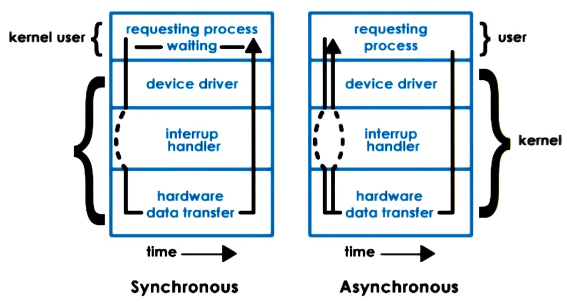 kernel user
requesting process
waiting
device driver
interrup
handler
hardware
data transfer
time
Synchronous
requesting
process
user
device driver
interrup
handler
kernel
hardware
data transfer
time
Asynchronous